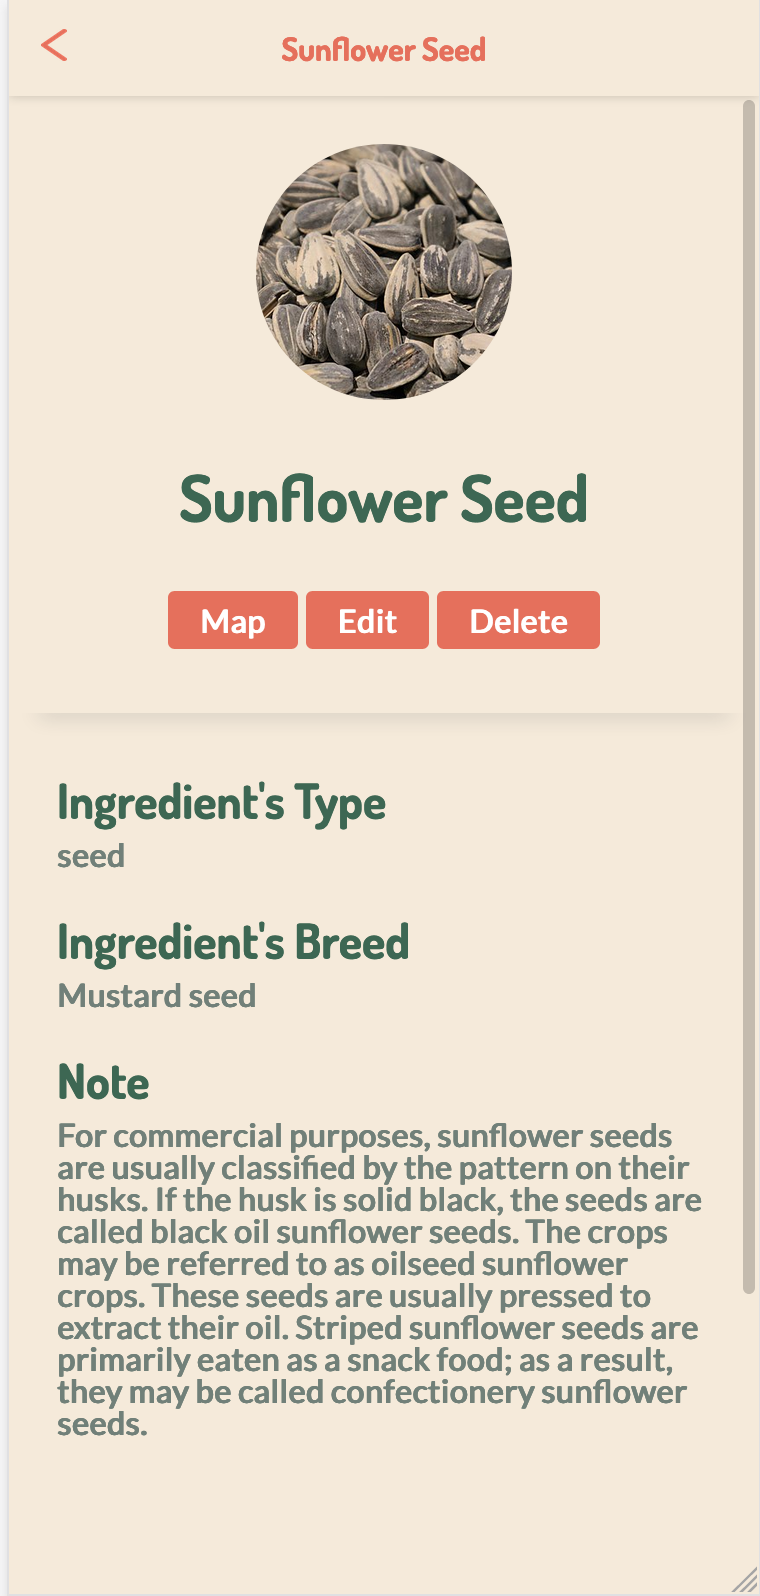 Sunflower Seed
Sunflower Seed
Map Edit Delete
Ingredient's Type
seed
Ingredient's Breed
Mustard seed
Note
For commercial purposes, sunflower seeds
are usually classified by the pattern on their
husks. If the husk is solid black, the seeds are
called black oil sunflower seeds. The crops
may be referred to as oilseed sunflower
crops. These seeds are usually pressed to
extract their oil. Striped sunflower seeds are
primarily eaten as a snack food; as a result,
they may be called confectionery sunflower
seeds.